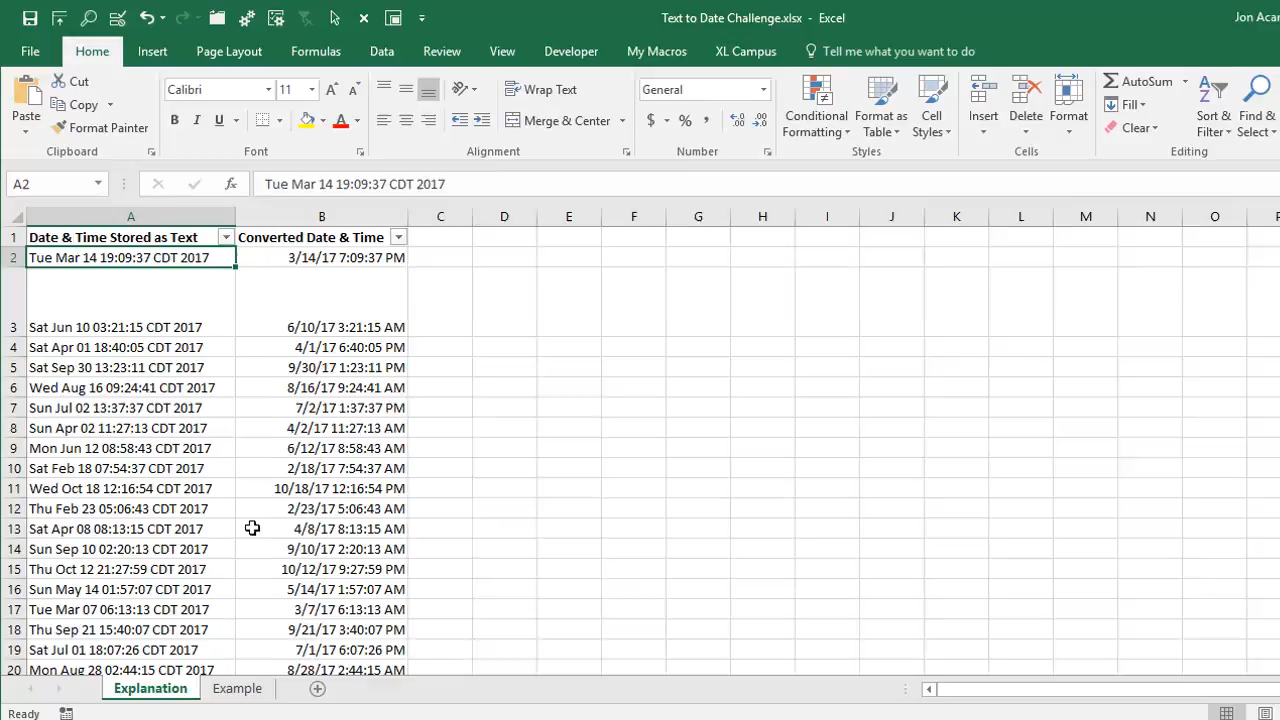 Text to Date Challenge.xlsx - Excel
Jon Acam
File Home Insert Page Layout Formulas Data Review View Developer My Macros XL Campus Tell me what you want to do
Paste Cut Copy Format Painter Clipboard
Calibri 11 A A B I U A Font
Wrap Text Merge & Center Alignment
General $ % , Number
Conditional Formatting Format as Table Cell Styles Styles
Insert Delete Format Cells
AutoSum Fill Clear Sort & Filter Find & Select Editing
A2 fx Tue Mar 14 19:09:37 CDT 2017
A B C D E F G H I J K L M N O
1 Date & Time Stored as Text Converted Date & Time
2 Tue Mar 14 19:09:37 CDT 2017 3/14/17 7:09:37 PM
3 Sat Jun 10 03:21:15 CDT 2017 6/10/17 3:21:15 AM
4 Sat Apr 01 18:40:05 CDT 2017 4/1/17 6:40:05 PM
5 Sat Sep 30 13:23:11 CDT 2017 9/30/17 1:23:11 PM
6 Wed Aug 16 09:24:41 CDT 2017 8/16/17 9:24:41 AM
7 Sun Jul 02 13:37:37 CDT 2017 7/2/17 1:37:37 PM
8 Sun Apr 02 11:27:13 CDT 2017 4/2/17 11:27:13 AM
9 Mon Jun 12 08:58:43 CDT 2017 6/12/17 8:58:43 AM
10 Sat Feb 18 07:54:37 CDT 2017 2/18/17 7:54:37 AM
11 Wed Oct 18 12:16:54 CDT 2017 10/18/17 12:16:54 PM
12 Thu Feb 23 05:06:43 CDT 2017 2/23/17 5:06:43 AM
13 Sat Apr 08 08:13:15 CDT 2017 4/8/17 8:13:15 AM
14 Sun Sep 10 02:20:13 CDT 2017 9/10/17 2:20:13 AM
15 Thu Oct 12 21:27:59 CDT 2017 10/12/17 9:27:59 PM
16 Sun May 14 01:57:07 CDT 2017 5/14/17 1:57:07 AM
17 Tue Mar 07 06:13:13 CDT 2017 3/7/17 6:13:13 AM
18 Thu Sep 21 15:40:07 CDT 2017 9/21/17 3:40:07 PM
19 Sat Jul 01 18:07:26 CDT 2017 7/1/17 6:07:26 PM
20 Mon Aug 28 02:44:15 CDT 2017 8/28/17 2:44:15 AM
Explanation Example
Ready